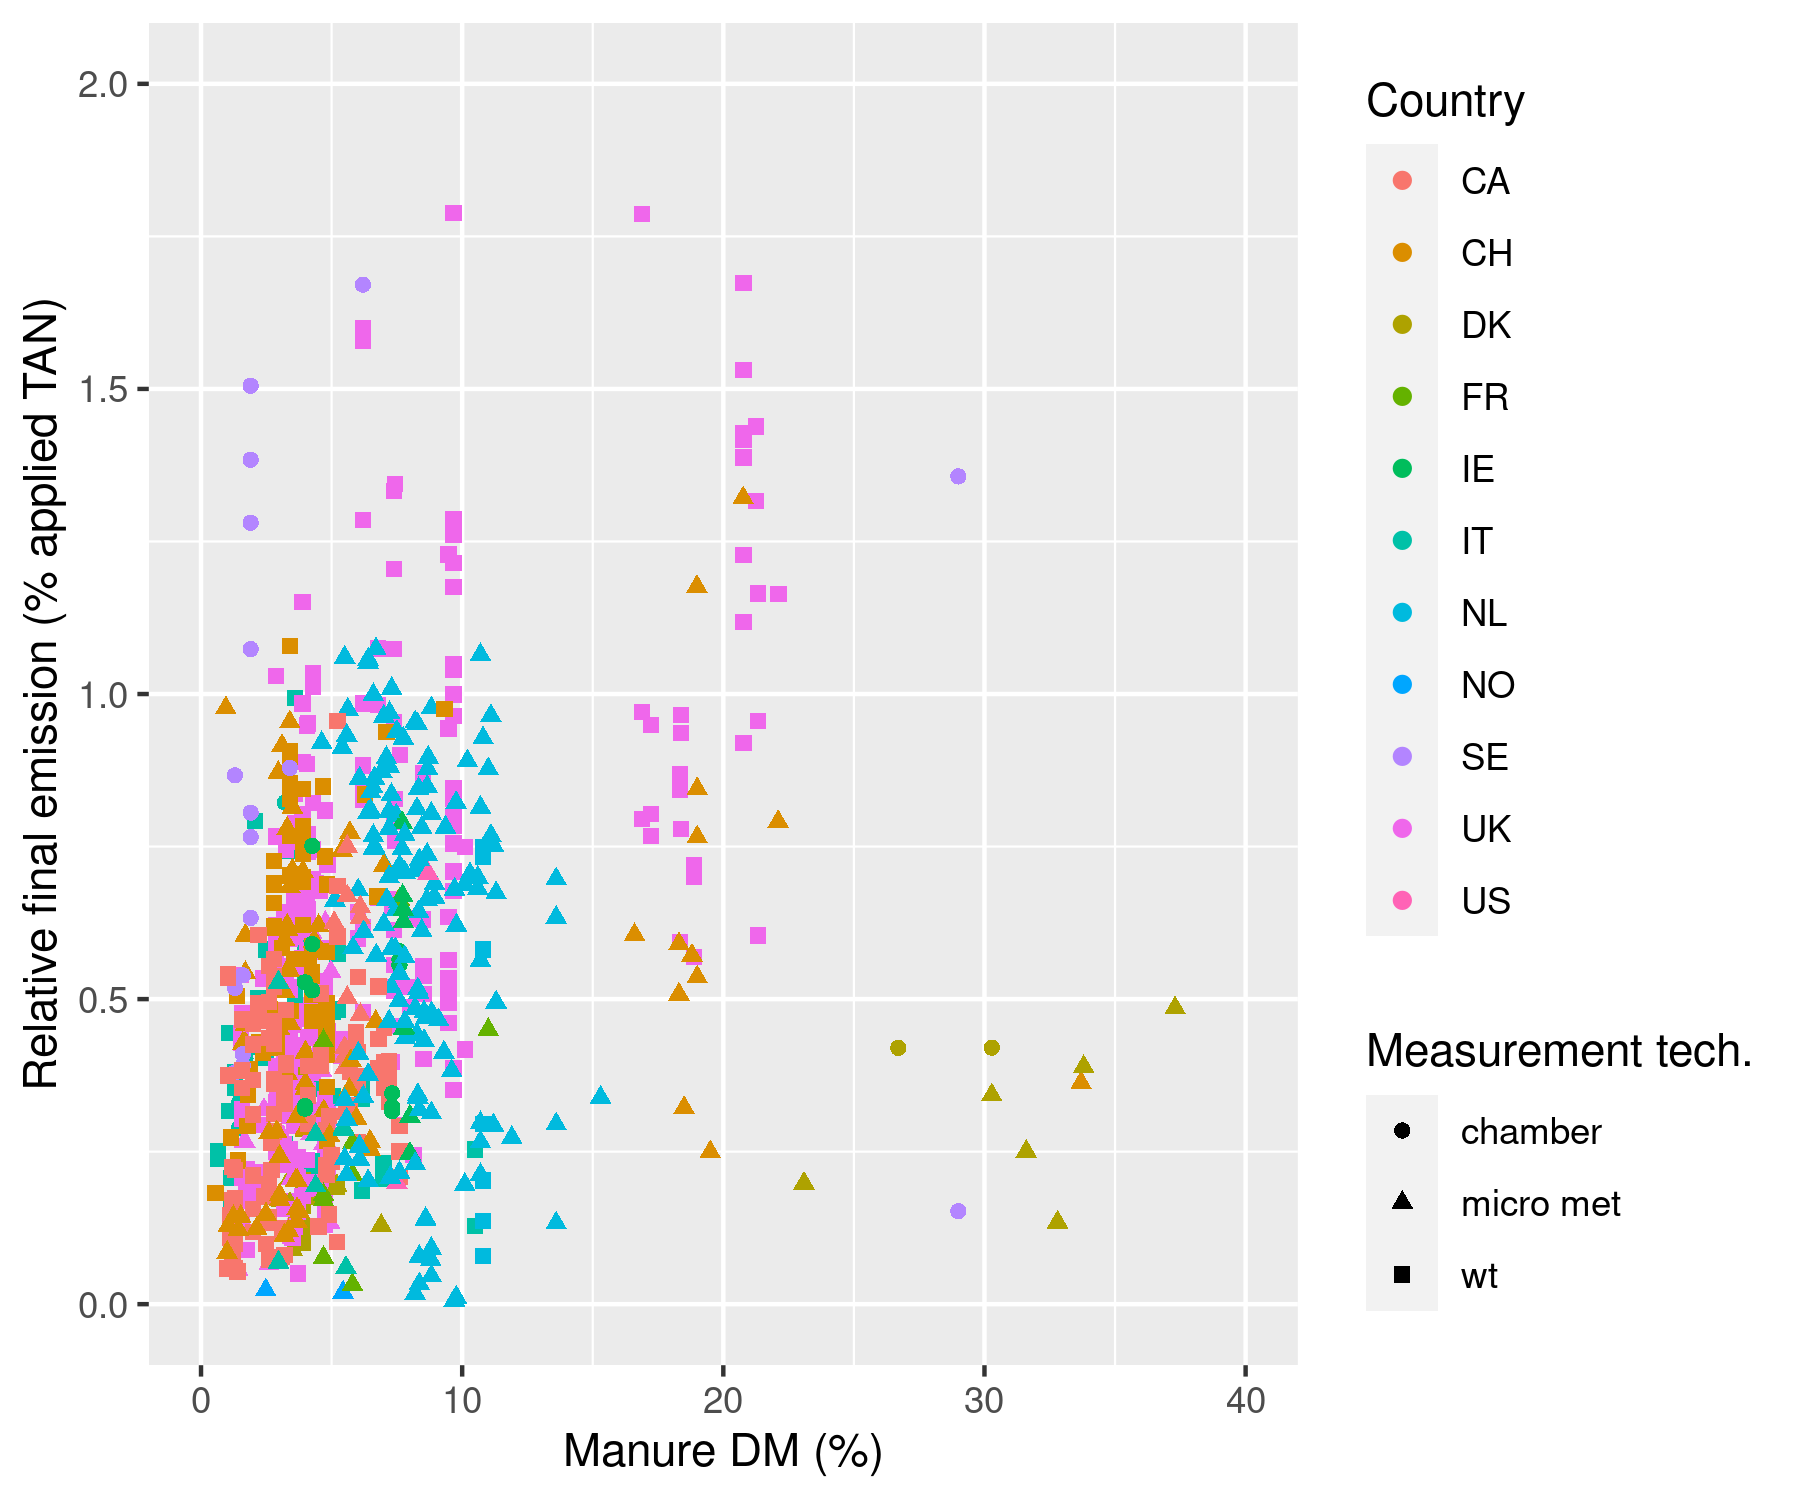 2.0
1.5
1.0
0.5
0.0
Relative final emission (% applied TAN)
0 10 20 30 40
Manure DM (%)
Country
CA
CH
DK
FR
IE
IT
NL
NO
SE
UK
US
Measurement tech.
chamber
micro met
wt